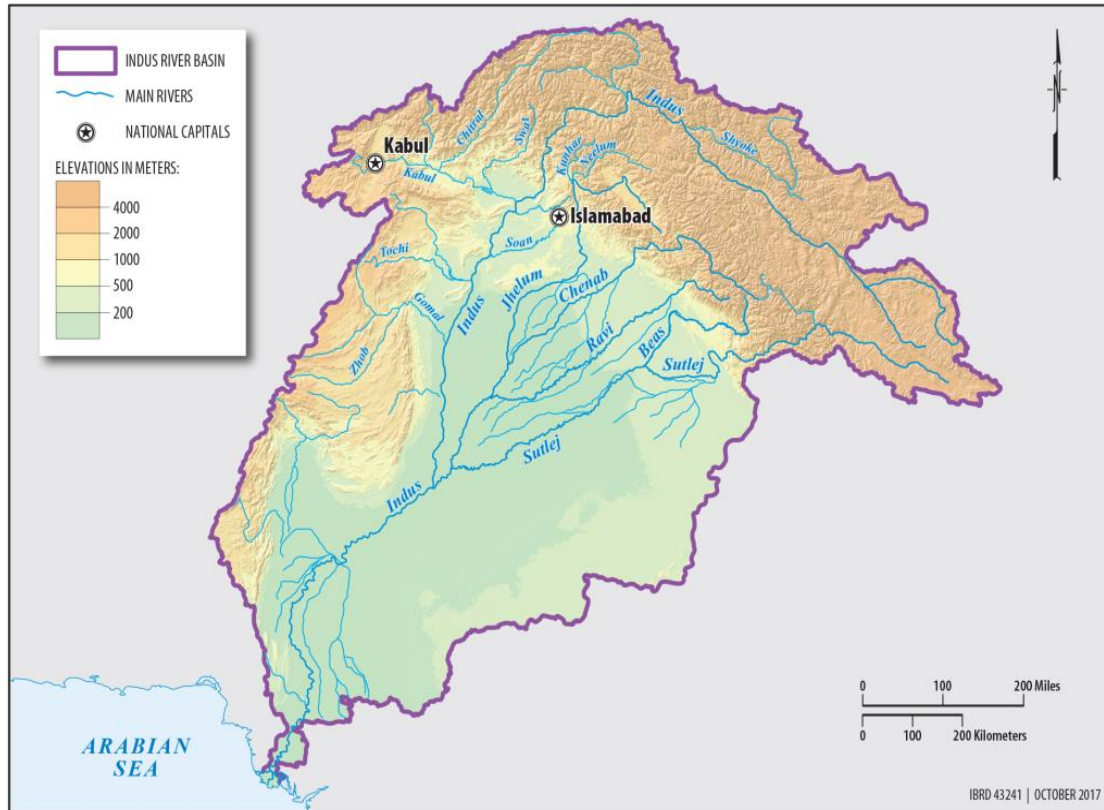 INDUS RIVER BASIN
MAIN RIVERS
NATIONAL CAPITALS
ELEVATIONS IN METERS:
4000
2000
1000
500
200
N
Indus
Shyoke
Chitral
Swat
Kunhar
Neelum
Kabul
Kabul
Islamabad
Soan
Tochi
Gomal
Indus
Jhelum
Chenab
Zhob
Ravi
Beas
Sutlej
Sutlej
Indus
ARABIAN
SEA
0 100 200 Miles
0 100 200 Kilometers
IBRD 43241 | OCTOBER 2017